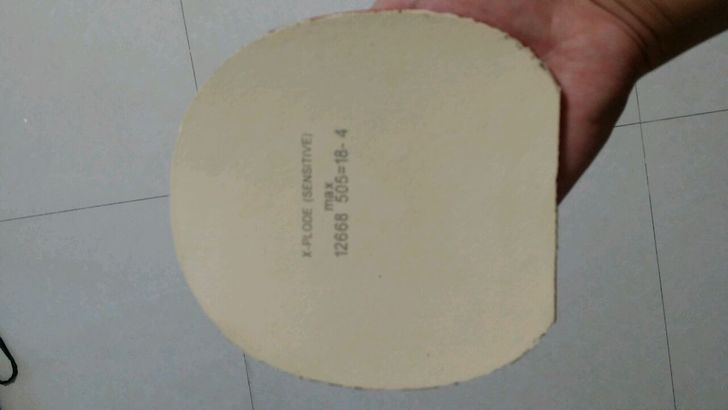 X-PLODE (SENSITIVE)
max
12668 505=18- 4